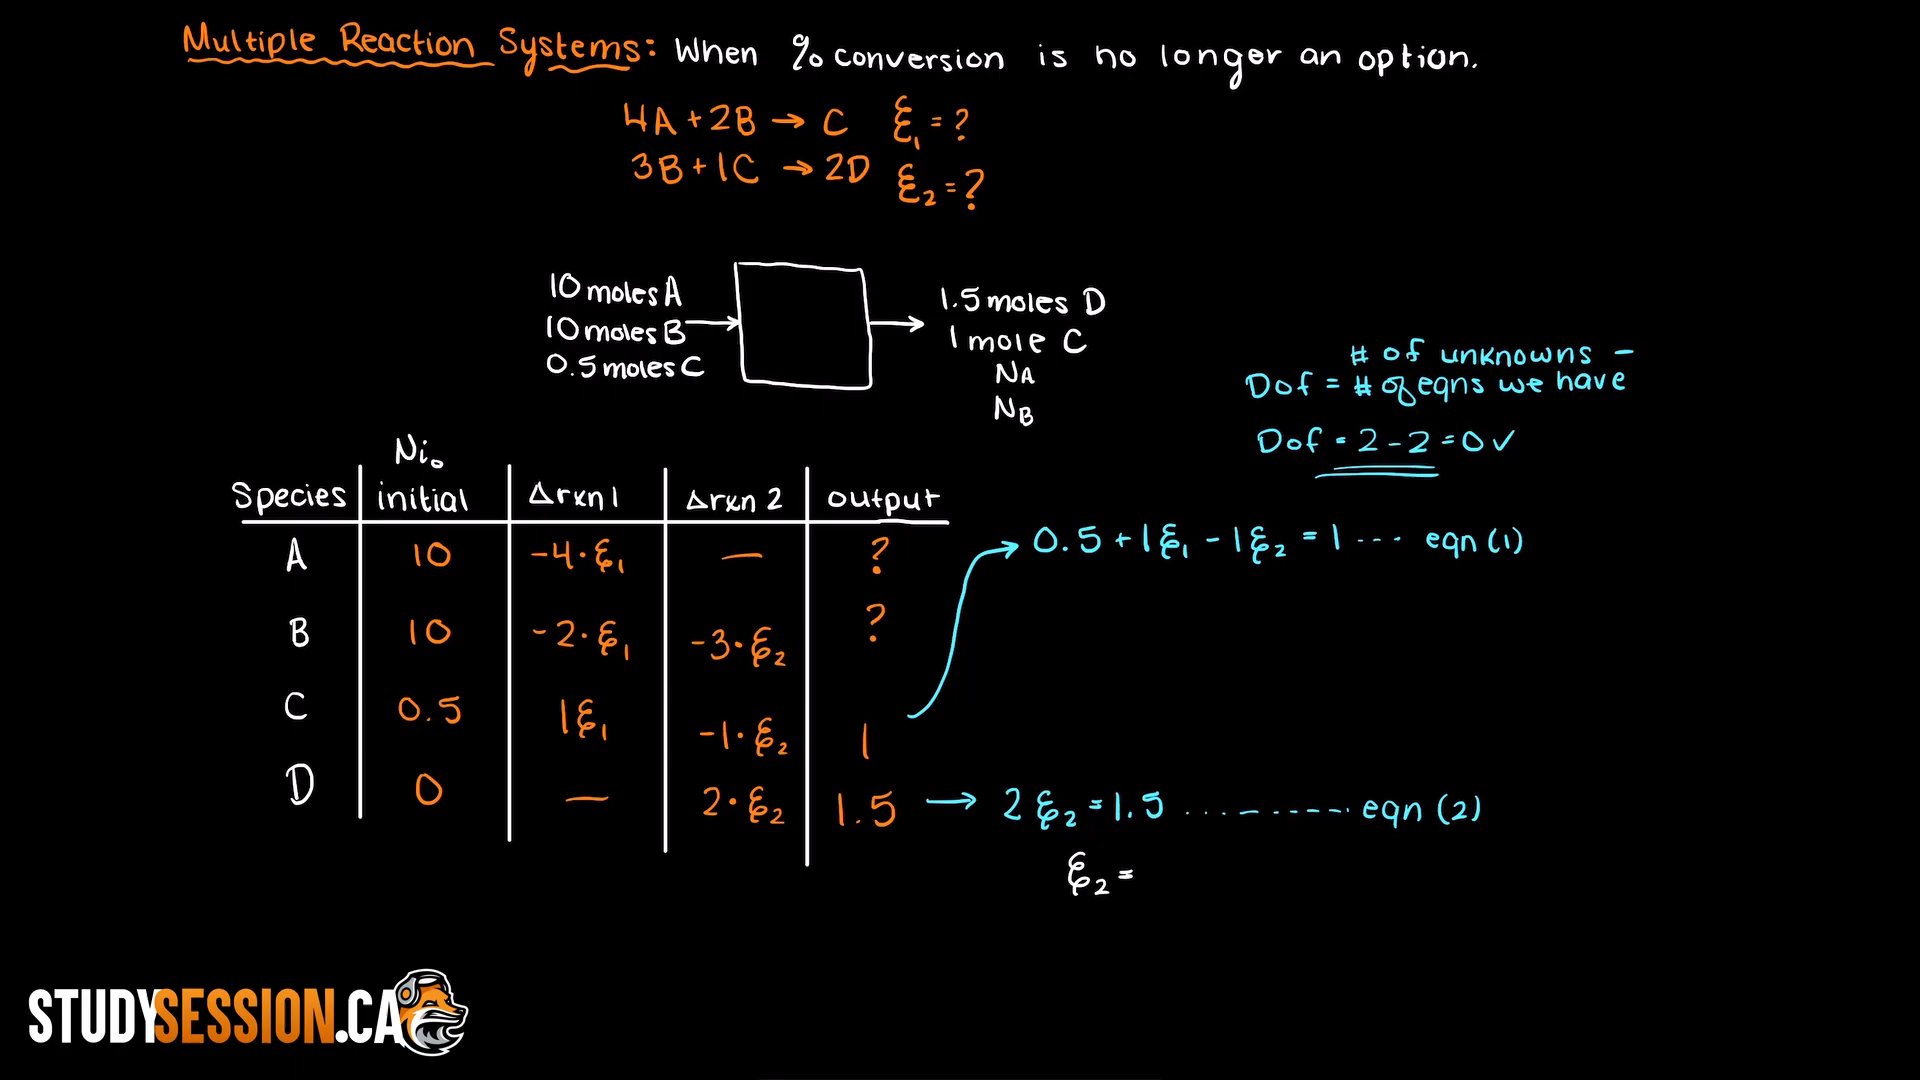 Multiple Reaction Systems: When % conversion is no longer an option.
4A + 2B → C ξ₁ = ?
3B + 1C → 2D ξ₂ = ?
10 moles A
10 moles B
0.5 moles C
1.5 moles D
1 mole C
NA
NB
# of unknowns -
Dof = # of eqns we have
Dof = 2 - 2 = 0 ✓
Ni₀
Species initial Δrxn 1 Δrxn 2 output
A 10 -4·ξ₁ — ?
B 10 -2·ξ₁ -3·ξ₂ ?
C 0.5 1ξ₁ -1·ξ₂ 1
D 0 — 2·ξ₂ 1.5
0.5 + 1ξ₁ - 1ξ₂ = 1 ... eqn (1)
→ 2ξ₂ = 1.5 .......... eqn (2)
ξ₂ =
STUDYSESSION.CA